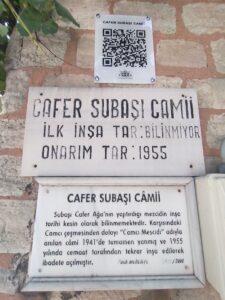 CAFER SUBAŞI CAMİİ
CAFER SUBAŞI CAMİİ
İLK İNŞA TAR:BİLİNMİYOR
ONARIM TAR:1955
CAFER SUBAŞI CÂMİİ
Subaşı Cafer Ağa'nın yaptırdığı mescidin inşa
tarihi kesin olarak bilinmemektedir. Karşısındaki
Camcı çeşmesinden dolayı "Camcı Mescidi" adıyla
anılan câmi 1941'de tamamen yanmış ve 1955
yılında cemaat tarafından tekrar inşa edilerek
ibadete açılmıştır.